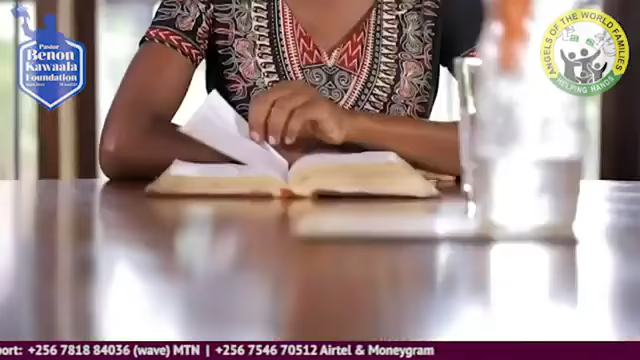 Pastor
Benon
Kawaala
Foundation
ANGELS OF THE WORLD FAMILIES
HELPING HANDS
port: +256 7818 84036 (wave) MTN | +256 7546 70512 Airtel & Moneygram